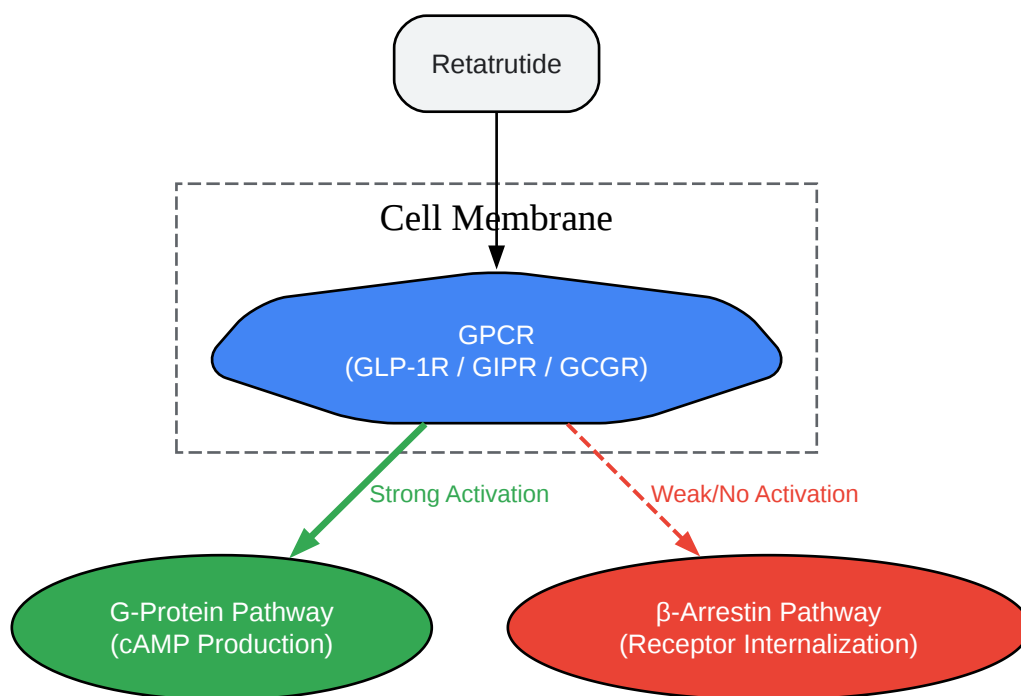 Retatrutide
Cell Membrane
GPCR
(GLP-1R / GIPR / GCGR)
Strong Activation
Weak/No Activation
G-Protein Pathway
(cAMP Production)
β-Arrestin Pathway
(Receptor Internalization)